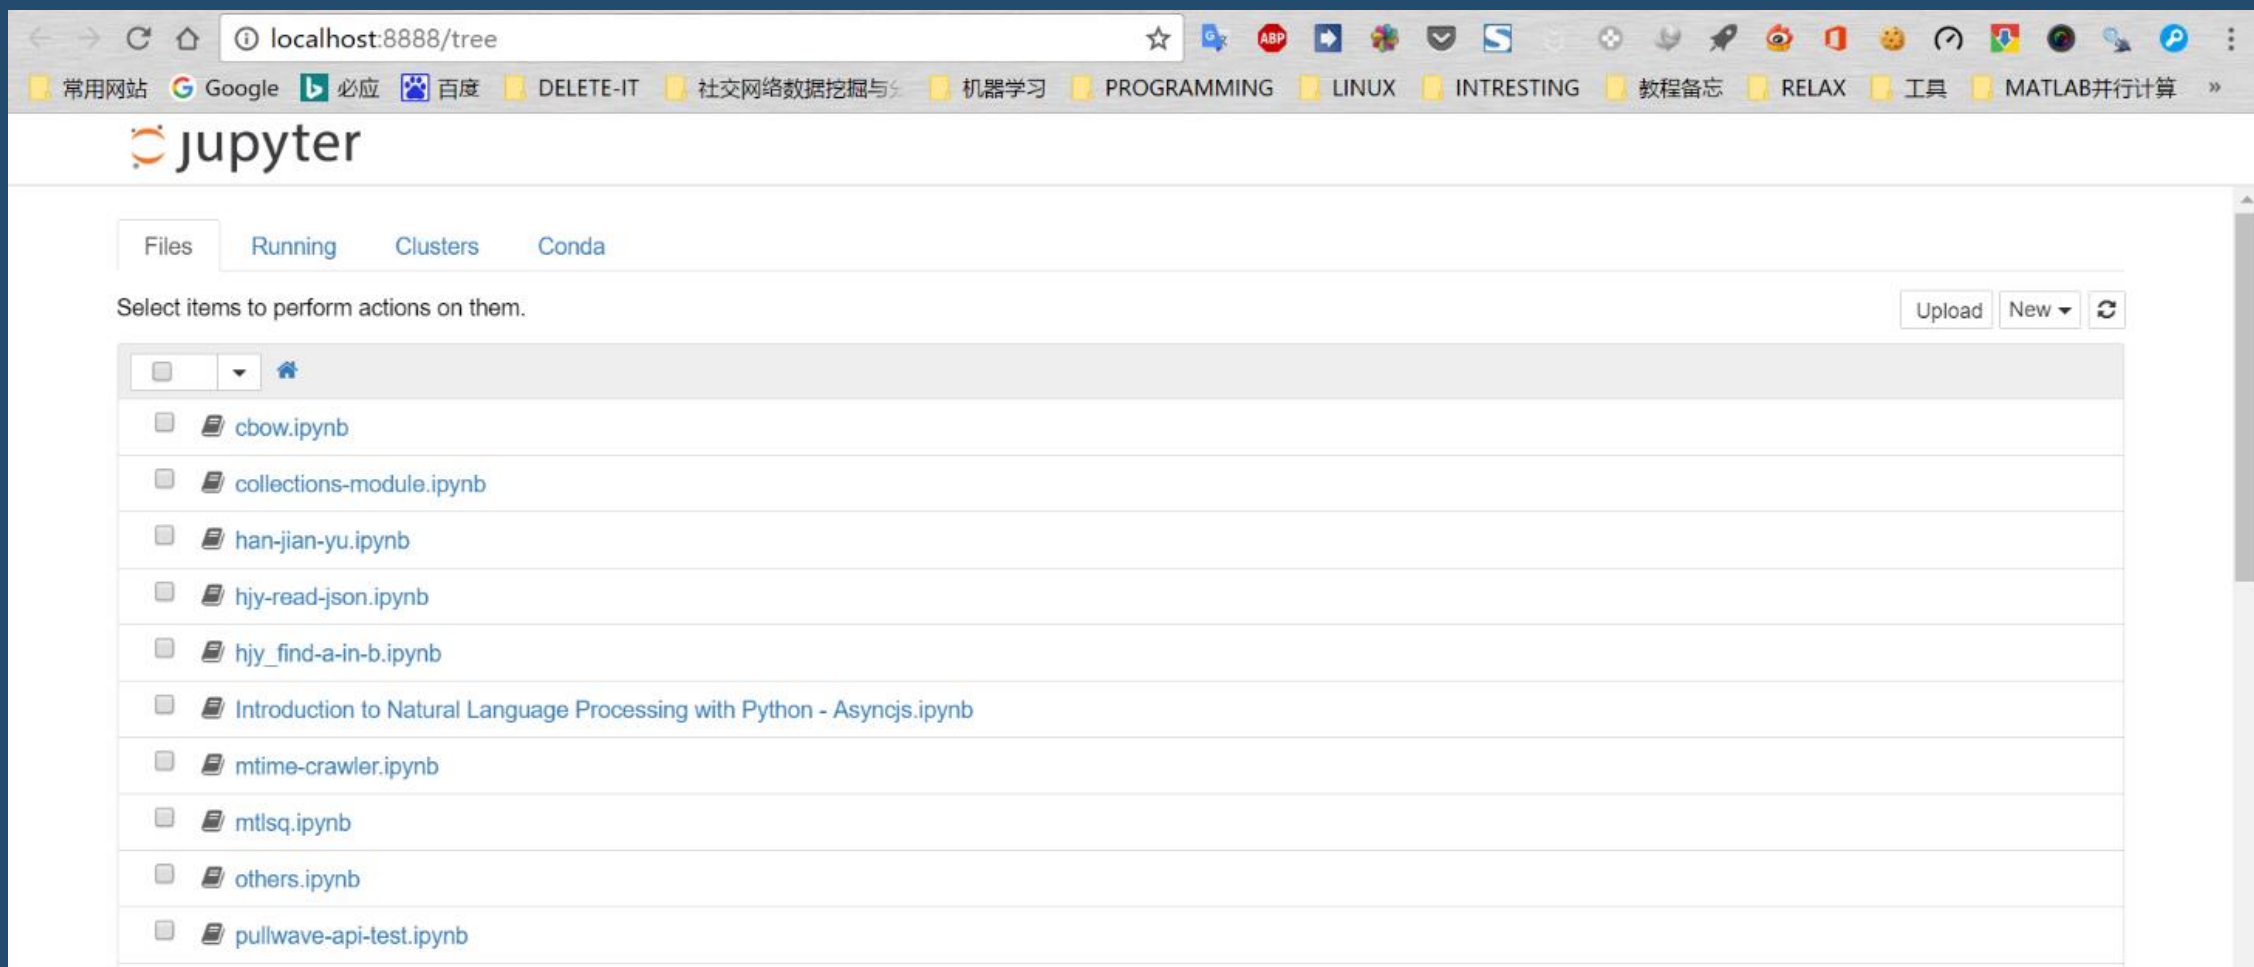 localhost:8888/tree ABP
常用网站 Google 必应 百度 DELETE-IT 社交网络数据挖掘与 机器学习 PROGRAMMING LINUX INTRESTING 教程备忘 RELAX 工具 MATLAB并行计算 »
jupyter
Files Running Clusters Conda
Select items to perform actions on them. Upload New
cbow.ipynb
collections-module.ipynb
han-jian-yu.ipynb
hjy-read-json.ipynb
hjy_find-a-in-b.ipynb
Introduction to Natural Language Processing with Python - Asyncjs.ipynb
mtime-crawler.ipynb
mtlsq.ipynb
others.ipynb
pullwave-api-test.ipynb